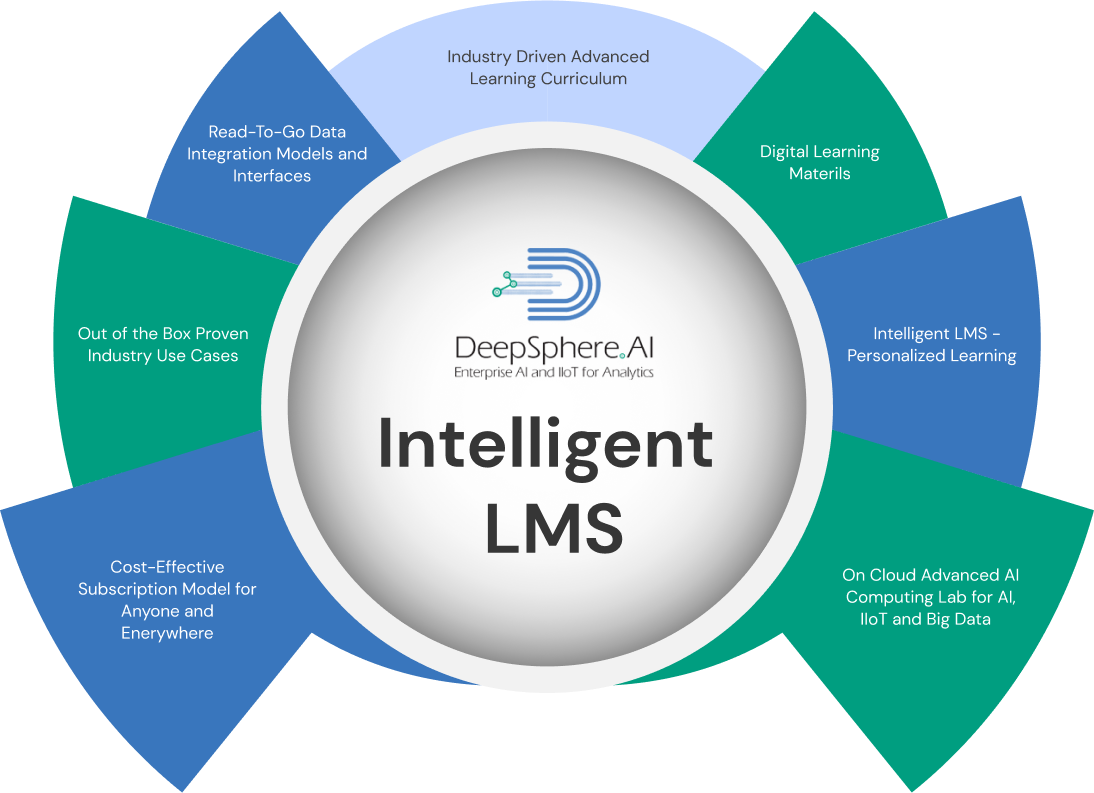 Industry Driven Advanced
Learning Curriculum
Read-To-Go Data
Integration Models and
Interfaces
Digital Learning
Materils
Out of the Box Proven
Industry Use Cases
Intelligent LMS -
Personalized Learning
DeepSphere.AI
Enterprise AI and IIoT for Analytics
Intelligent
LMS
Cost-Effective
Subscription Model for
Anyone and
Enerywhere
On Cloud Advanced AI
Computing Lab for AI,
IIoT and Big Data